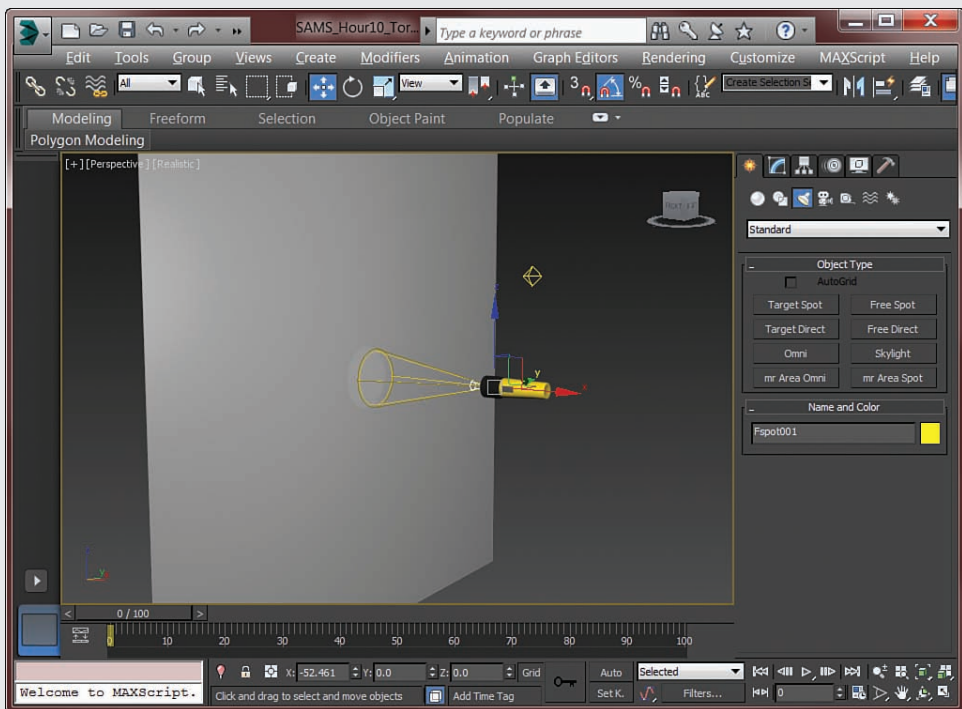 SAMS_Hour10_Tor...
Type a keyword or phrase
Edit Tools Group Views Create Modifiers Animation Graph Editors Rendering Customize MAXScript Help
All View 3 % ABC Create Selection S
Modeling Freeform Selection Object Paint Populate
Polygon Modeling
[+] [Perspective] [Realistic]
z
y
x
Standard
Object Type
AutoGrid
Target Spot Free Spot
Target Direct Free Direct
Omni Skylight
mr Area Omni mr Area Spot
Name and Color
Fspot001
0 / 100
0 10 20 30 40 50 60 70 80 90 100
X: -52.461 Y: 0.0 Z: 0.0 Grid Auto Selected
Welcome to MAXScript. Click and drag to select and move objects Add Time Tag Set K. Filters... 0